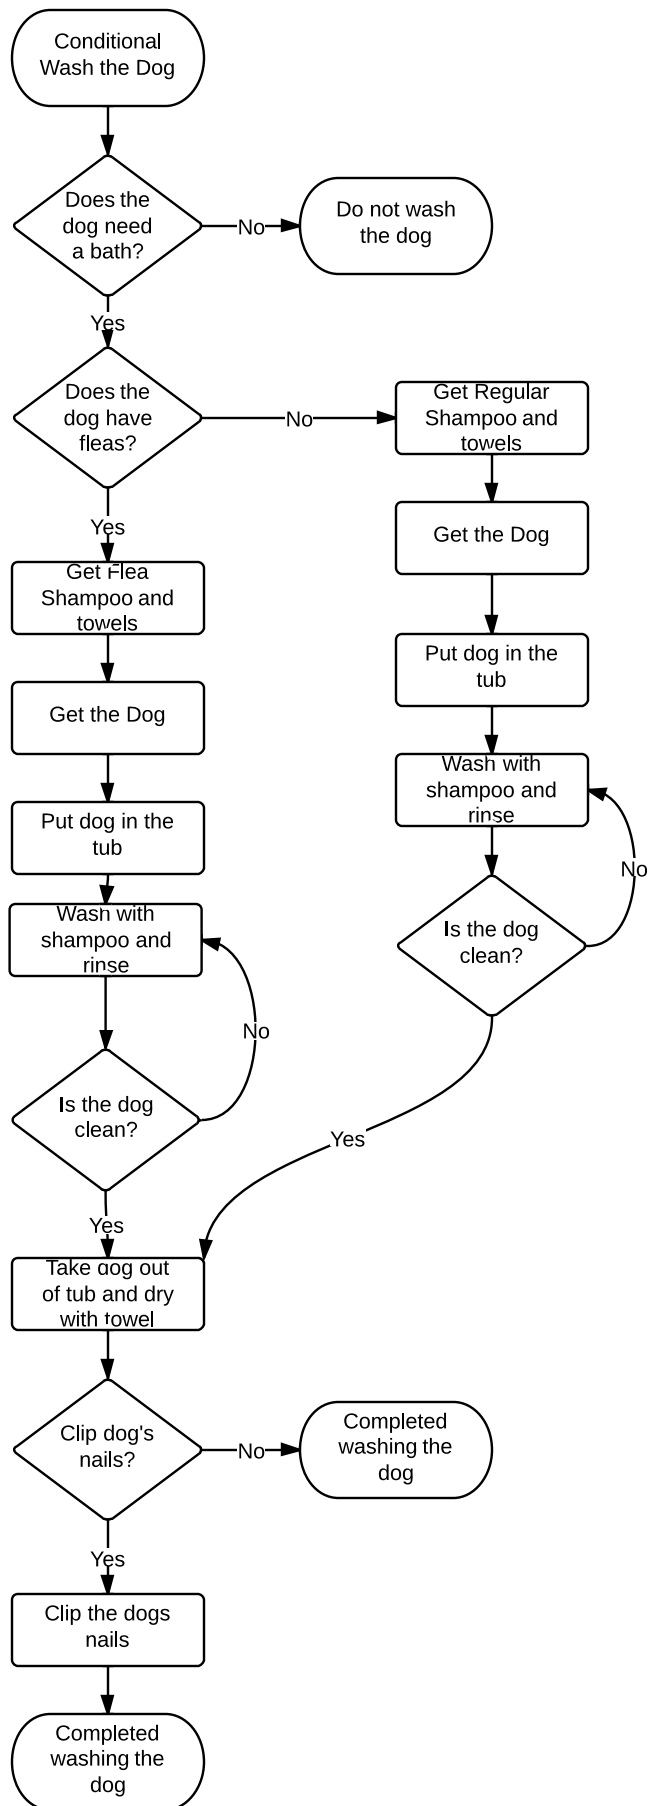 Conditional
Wash the Dog
Does the
dog need
a bath?
No
Do not wash
the dog
Yes
Does the
dog have
fleas?
No
Get Regular
Shampoo and
towels
Yes
Get the Dog
Get Flea
Shampoo and
towels
Put dog in the
tub
Get the Dog
Wash with
shampoo and
rinse
Put dog in the
tub
No
Is the dog
clean?
Wash with
shampoo and
rinse
No
Is the dog
clean?
Yes
Yes
Take dog out
of tub and dry
with towel
Clip dog's
nails?
No
Completed
washing the
dog
Yes
Clip the dogs
nails
Completed
washing the
dog